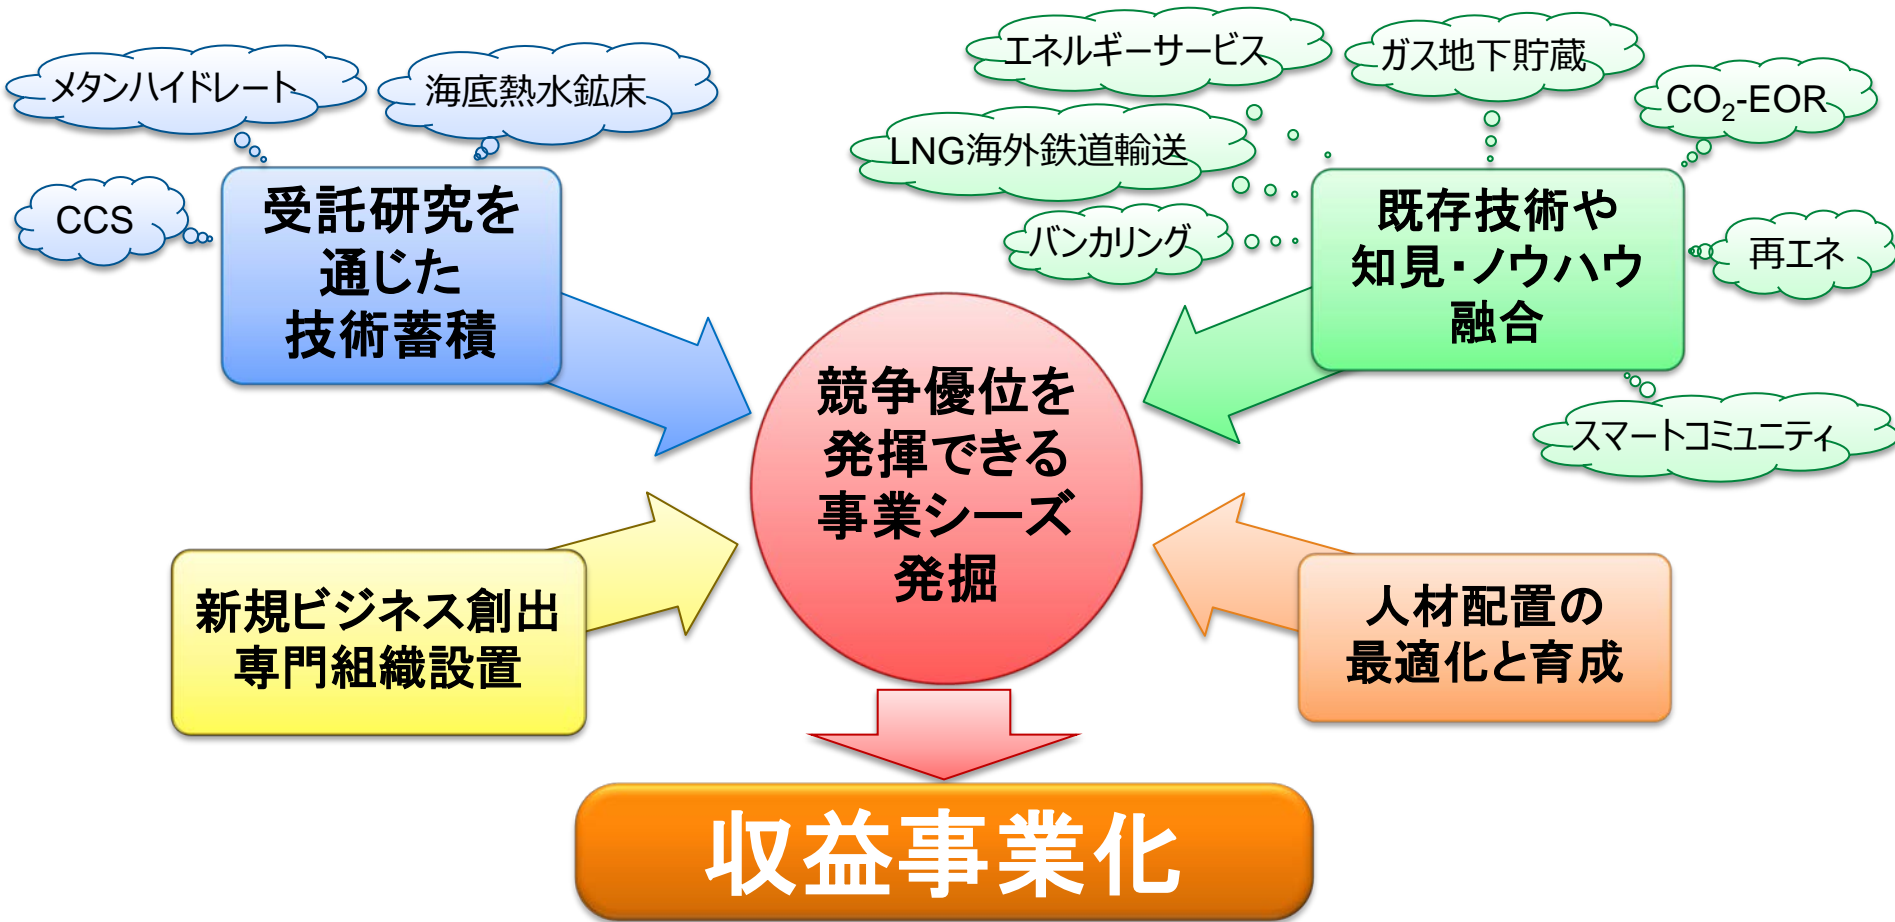 メタンハイドレート
海底熱水鉱床
CCS
受託研究を
通じた
技術蓄積
エネルギーサービス
ガス地下貯蔵
CO₂-EOR
LNG海外鉄道輸送
バンカリング
再エネ
既存技術や
知見・ノウハウ
融合
スマートコミュニティ
競争優位を
発揮できる
事業シーズ
発掘
新規ビジネス創出
専門組織設置
人材配置の
最適化と育成
収益事業化